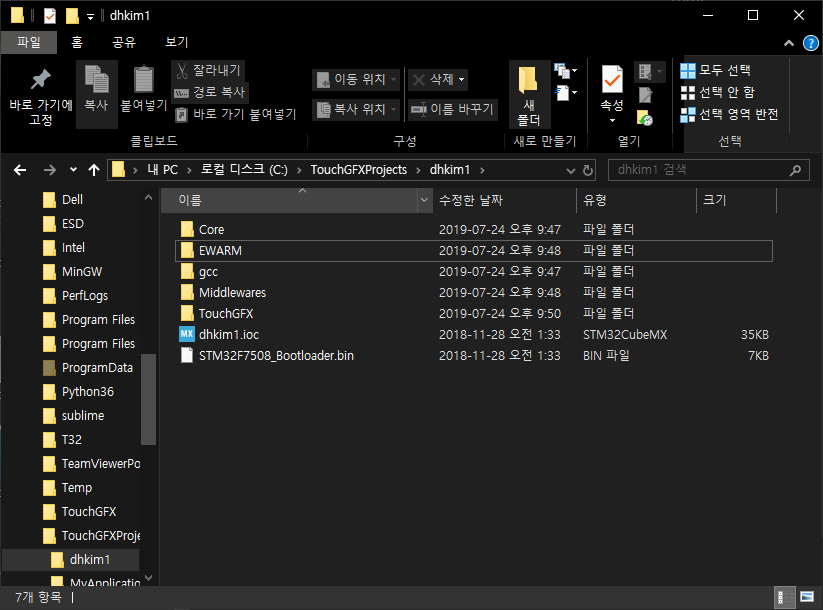 dhkim1
파일 홈 공유 보기
바로 가기에 고정
복사
붙여넣기
잘라내기
경로 복사
바로 가기 붙여넣기
클립보드
이동 위치
복사 위치
삭제
이름 바꾸기
구성
새 폴더
새로 만들기
속성
열기
모두 선택
선택 안 함
선택 영역 반전
선택
내 PC > 로컬 디스크 (C:) > TouchGFXProjects > dhkim1 >
dhkim1 검색
Dell
ESD
Intel
MinGW
PerfLogs
Program Files
Program Files
ProgramData
Python36
sublime
T32
TeamViewerPo
Temp
TouchGFX
TouchGFXProje
dhkim1
MyApplicatio
이름 수정한 날짜 유형 크기
Core 2019-07-24 오후 9:47 파일 폴더
EWARM 2019-07-24 오후 9:48 파일 폴더
gcc 2019-07-24 오후 9:47 파일 폴더
Middlewares 2019-07-24 오후 9:48 파일 폴더
TouchGFX 2019-07-24 오후 9:50 파일 폴더
MX dhkim1.ioc 2018-11-28 오전 1:33 STM32CubeMX 35KB
STM32F7508_Bootloader.bin 2018-11-28 오전 1:33 BIN 파일 7KB
7개 항목